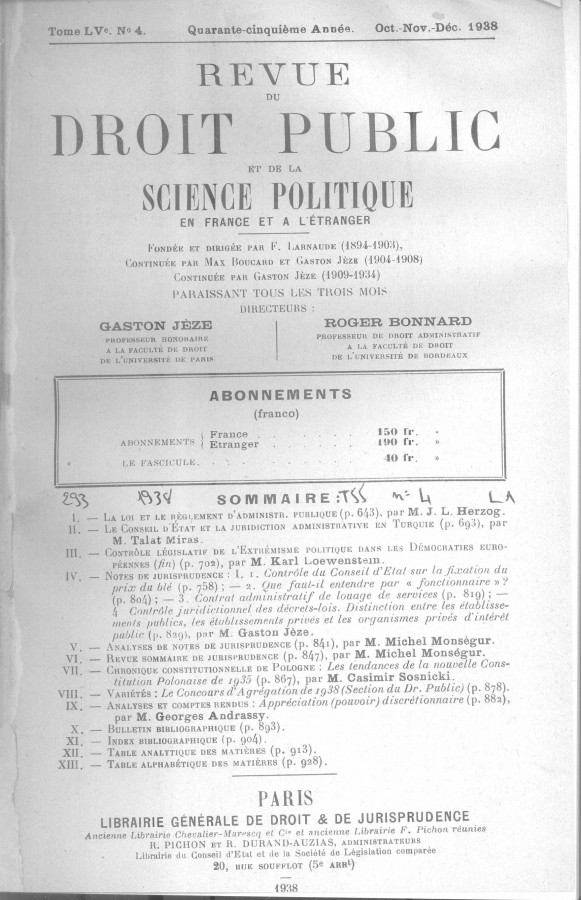 Tome LVe. No 4. Quarante-cinquième Année. Oct.-Nov.-Déc. 1938
REVUE
DU
DROIT PUBLIC
ET DE LA
SCIENCE POLITIQUE
EN FRANCE ET A L'ÉTRANGER
FONDÉE ET DIRIGÉE PAR F. LARNAUDE (1894-1903),
CONTINUÉE PAR MAX BOUCARD ET GASTON JÈZE (1904-1908)
CONTINUÉE PAR GASTON JÈZE (1909-1934)
PARAISSANT TOUS LES TROIS MOIS
DIRECTEURS :
GASTON JÈZE
PROFESSEUR HONORAIRE
A LA FACULTÉ DE DROIT
DE L'UNIVERSITÉ DE PARIS
ROGER BONNARD
PROFESSEUR DE DROIT ADMINISTRATIF
A LA FACULTÉ DE DROIT
DE L'UNIVERSITÉ DE BORDEAUX
ABONNEMENTS
(franco)
ABONNEMENTS { France . . . . . . 150 fr. »
Etranger . . . . . . 190 fr. »
LE FASCICULE. . . . . . . 40 fr. »
293 1938 SOMMAIRE : T55 n° 4 LA
I. — LA LOI ET LE RÈGLEMENT D'ADMINISTR. PUBLIQUE (p. 643), par M. J. L. Herzog.
II. — LE CONSEIL D'ÉTAT ET LA JURIDICTION ADMINISTRATIVE EN TURQUIE (p. 693), par
M. Talat Miras.
III. — CONTRÔLE LÉGISLATIF DE L'EXTRÉMISME POLITIQUE DANS LES DÉMOCRATIES EURO-
PÉENNES (fin) (p. 702), par M. Karl Loewenstein.
IV. — NOTES DE JURISPRUDENCE : I. 1. Contrôle du Conseil d'Etat sur la fixation du
prix du blé (p. 758) ; — 2. Que faut-il entendre par « fonctionnaire » ?
(p. 804) ; — 3. Contrat administratif de louage de services (p. 819) ; —
4 Contrôle juridictionnel des décrets-lois. Distinction entre les établisse-
ments publics, les établissements privés et les organismes privés d'intérêt
public (p. 829), par M. Gaston Jèze.
V. — ANALYSES DE NOTES DE JURISPRUDENCE (p. 841), par M. Michel Monségur.
VI. — REVUE SOMMAIRE DE JURISPRUDENCE (p. 847), par M. Michel Monségur.
VII. — CHRONIQUE CONSTITUTIONNELLE DE POLOGNE : Les tendances de la nouvelle Cons-
titution Polonaise de 1935 (p. 867), par M. Casimir Sosnicki.
VIII. — VARIÉTÉS : Le Concours d'Agrégation de 1938 (Section du Dr. Public) (p. 878).
IX. — ANALYSES ET COMPTES RENDUS : Appréciation (pouvoir) discrétionnaire (p. 882),
par M. Georges Andrassy.
X. — BULLETIN BIBLIOGRAPHIQUE (p. 893).
XI. — INDEX BIBLIOGRAPHIQUE (p. 904).
XII. — TABLE ANALYTIQUE DES MATIÈRES (p. 913).
XIII. — TABLE ALPHABÉTIQUE DES MATIÈRES (p. 928).
PARIS
LIBRAIRIE GÉNÉRALE DE DROIT & DE JURISPRUDENCE
Ancienne Librairie Chevalier-Marescq et Cie et ancienne Librairie F. Pichon réunies
R. PICHON ET R. DURAND-AUZIAS, ADMINISTRATEURS
Librairie du Conseil d'Etat et de la Société de Législation comparée
20, RUE SOUFFLOT (5e ARRt)
1938